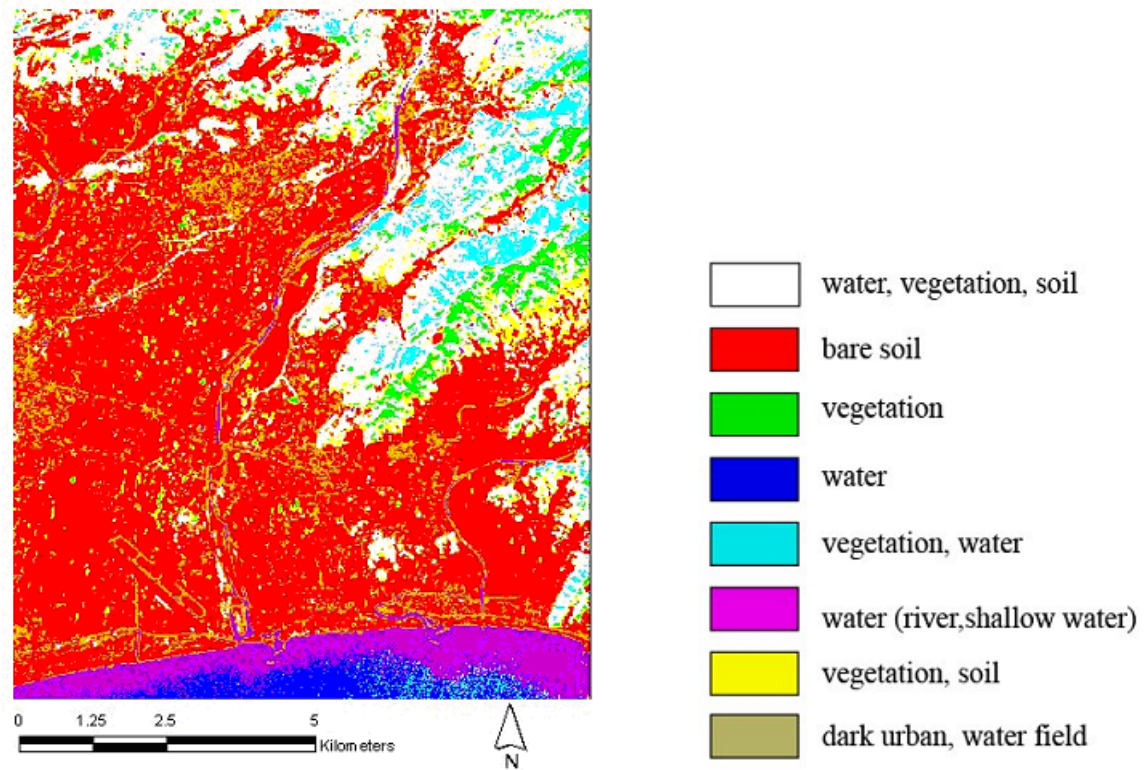 water, vegetation, soil
bare soil
vegetation
water
vegetation, water
water (river,shallow water)
vegetation, soil
dark urban, water field
0 1.25 2.5 5
Kilometers
N